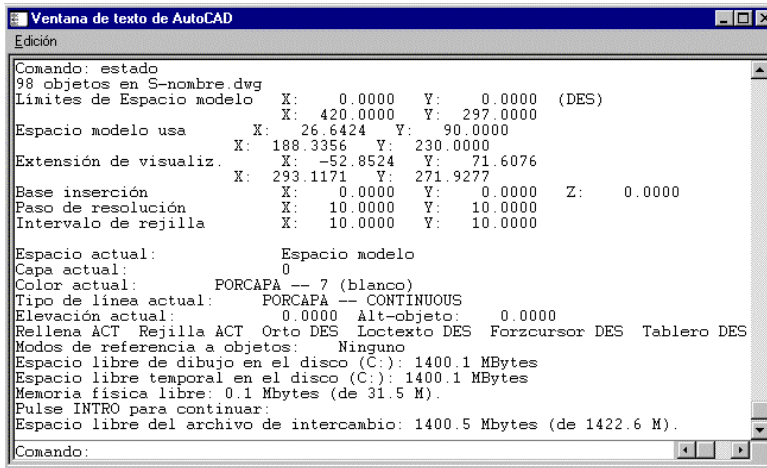 Ventana de texto de AutoCAD
Edición
Comando: estado
98 objetos en S-nombre.dwg
Límites de Espacio modelo X: 0.0000 Y: 0.0000 (DES)
X: 420.0000 Y: 297.0000
Espacio modelo usa X: 26.6424 Y: 90.0000
X: 188.3356 Y: 230.0000
Extensión de visualiz. X: -52.8524 Y: 71.6076
X: 293.1171 Y: 271.9277
Base inserción X: 0.0000 Y: 0.0000 Z: 0.0000
Paso de resolución X: 10.0000 Y: 10.0000
Intervalo de rejilla X: 10.0000 Y: 10.0000
Espacio actual: Espacio modelo
Capa actual: 0
Color actual: PORCAPA -- 7 (blanco)
Tipo de línea actual: PORCAPA -- CONTINUOUS
Elevación actual: 0.0000 Alt-objeto: 0.0000
Rellena ACT Rejilla ACT Orto DES Loctexto DES Forzcursor DES Tablero DES
Modos de referencia a objetos: Ninguno
Espacio libre de dibujo en el disco (C:): 1400.1 MBytes
Espacio libre temporal en el disco (C:): 1400.1 MBytes
Memoria física libre: 0.1 Mbytes (de 31.5 M).
Pulse INTRO para continuar:
Espacio libre del archivo de intercambio: 1400.5 Mbytes (de 1422.6 M).
Comando: